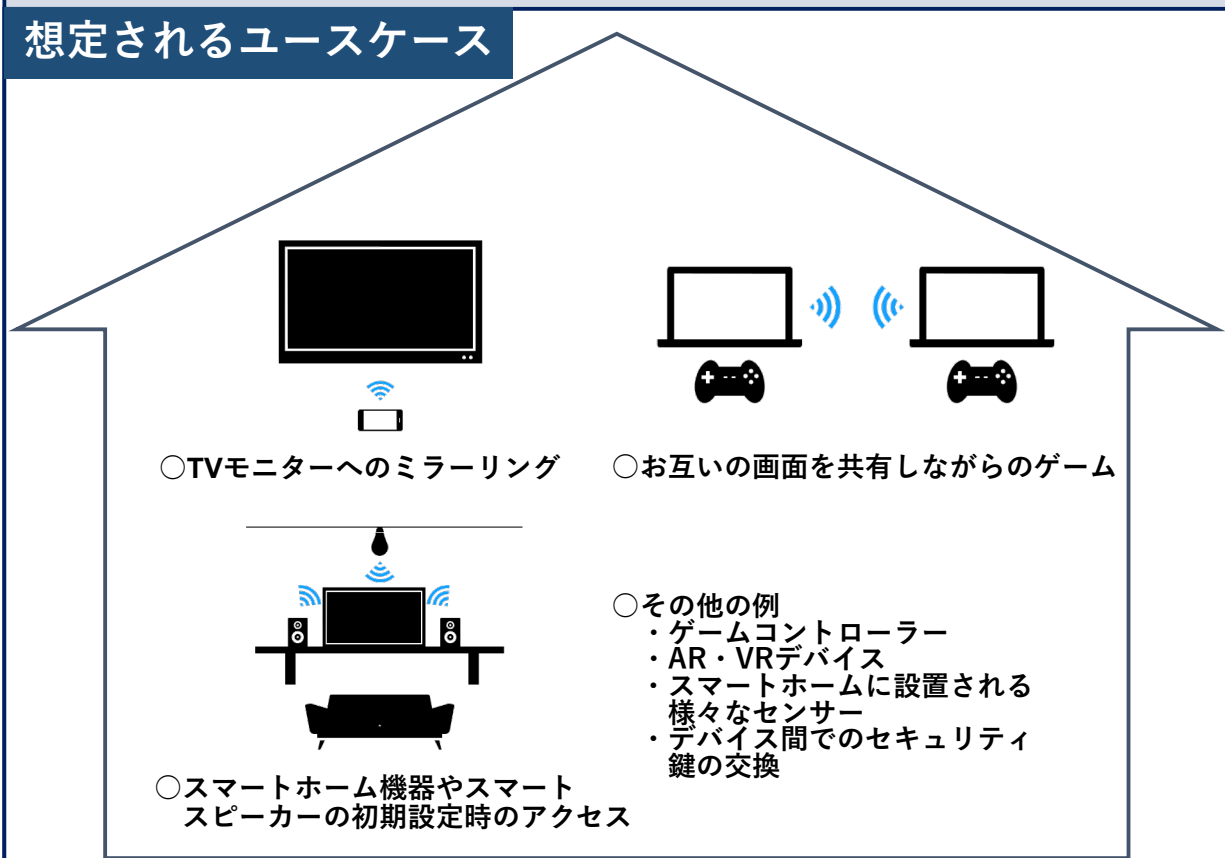 想定されるユースケース
○TVモニターへのミラーリング
○お互いの画面を共有しながらのゲーム
○スマートホーム機器やスマート
スピーカーの初期設定時のアクセス
○その他の例
・ゲームコントローラー
・AR・VRデバイス
・スマートホームに設置される
様々なセンサー
・デバイス間でのセキュリティ
鍵の交換